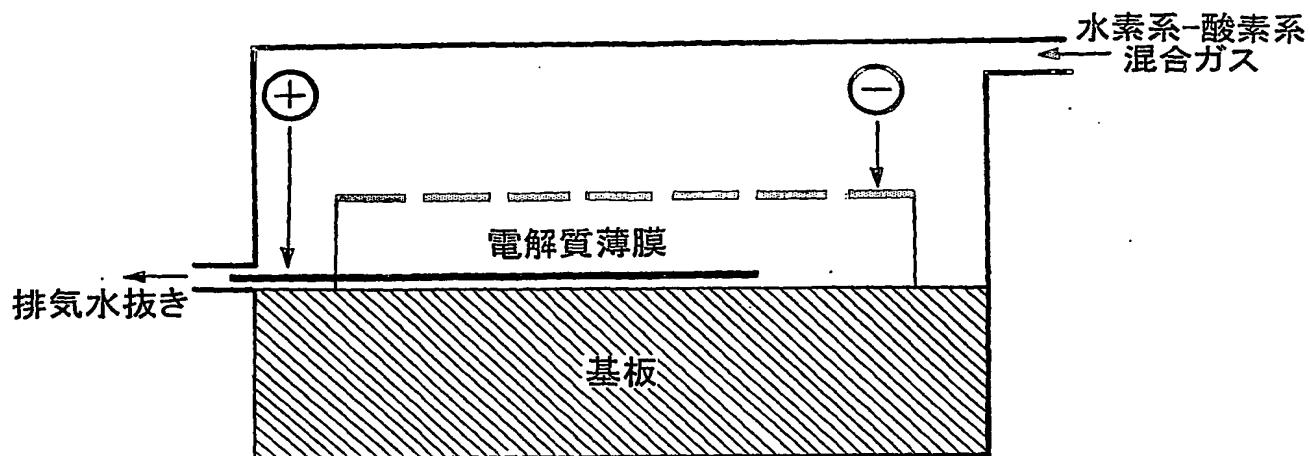 水素系-酸素系
混合ガス
+
−
電解質薄膜
排気水抜き
基板